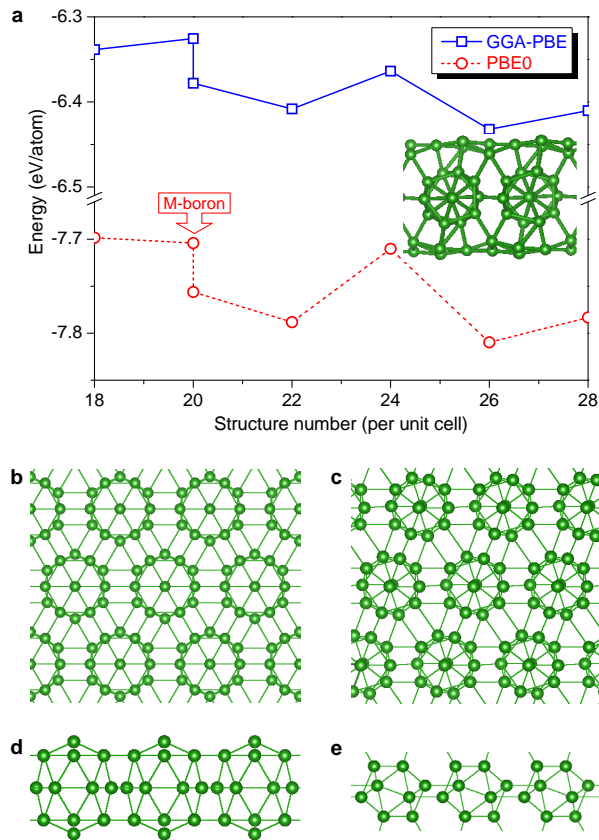 a
-6.3
-6.4
-6.5
-7.7
-7.8
Energy (eV/atom)
GGA-PBE
PBE0
M-boron
18 20 22 24 26 28
Structure number (per unit cell)
b
c
d
e